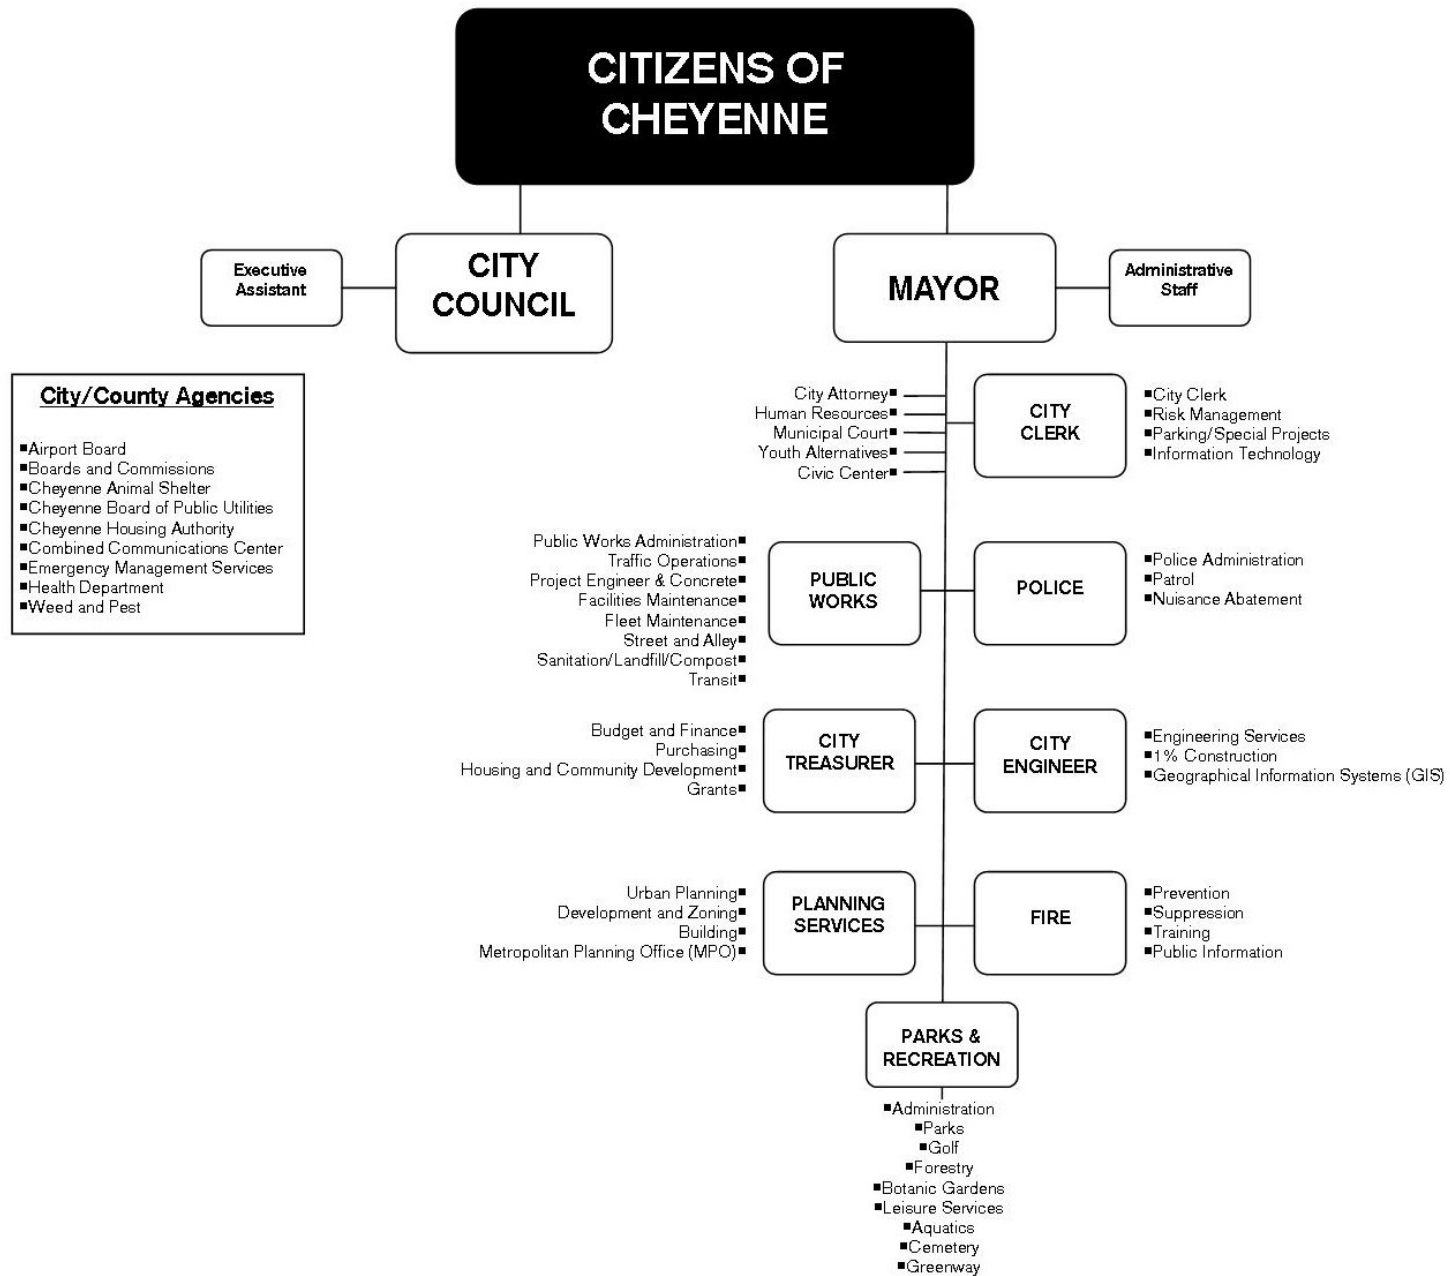 CITIZENS OF
CHEYENNE
Executive
Assistant
CITY
COUNCIL
MAYOR
Administrative
Staff
City/County Agencies
▪Airport Board
▪Boards and Commissions
▪Cheyenne Animal Shelter
▪Cheyenne Board of Public Utilities
▪Cheyenne Housing Authority
▪Combined Communications Center
▪Emergency Management Services
▪Health Department
▪Weed and Pest
City Attorney▪
Human Resources▪
Municipal Court▪
Youth Alternatives▪
Civic Center▪
CITY
CLERK
▪City Clerk
▪Risk Management
▪Parking/Special Projects
▪Information Technology
Public Works Administration▪
Traffic Operations▪
Project Engineer & Concrete▪
Facilities Maintenance▪
Fleet Maintenance▪
Street and Alley▪
Sanitation/Landfill/Compost▪
Transit▪
PUBLIC
WORKS
POLICE
▪Police Administration
▪Patrol
▪Nuisance Abatement
Budget and Finance▪
Purchasing▪
Housing and Community Development▪
Grants▪
CITY
TREASURER
CITY
ENGINEER
▪Engineering Services
▪1% Construction
▪Geographical Information Systems (GIS)
Urban Planning▪
Development and Zoning▪
Building▪
Metropolitan Planning Office (MPO)▪
PLANNING
SERVICES
FIRE
▪Prevention
▪Suppression
▪Training
▪Public Information
PARKS &
RECREATION
▪Administration
▪Parks
▪Golf
▪Forestry
▪Botanic Gardens
▪Leisure Services
▪Aquatics
▪Cemetery
▪Greenway